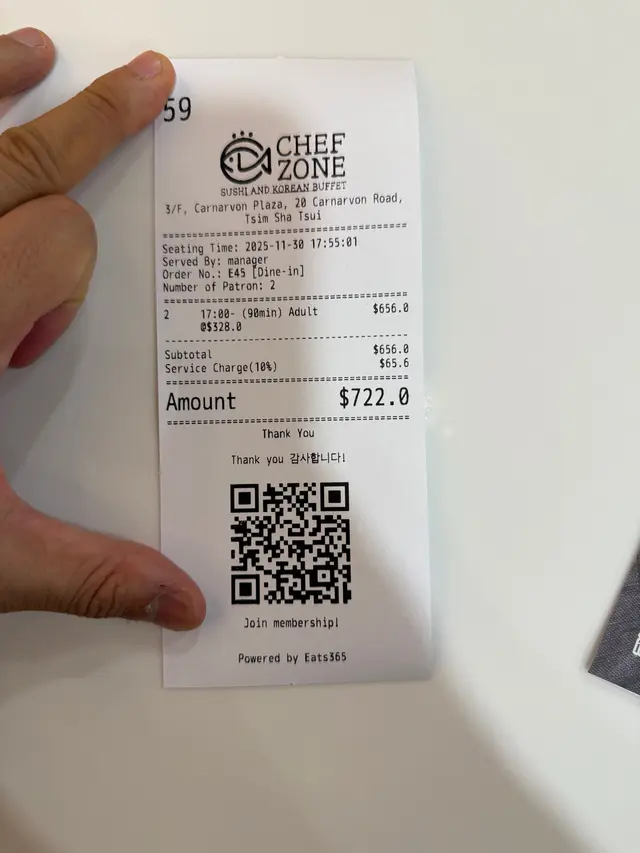 59
CHEF
ZONE
SUSHI AND KOREAN BUFFET
3/F, Carnarvon Plaza, 20 Carnarvon Road,
Tsim Sha Tsui
Seating Time: 2025-11-30 17:55:01
Served By: manager
Order No.: E45 [Dine-in]
Number of Patron: 2
2 17:00- (90min) Adult $656.0
@$328.0
Subtotal $656.0
Service Charge(10%) $65.6
Amount $722.0
Thank You
Thank you 감사합니다!
Join membership!
Powered by Eats365